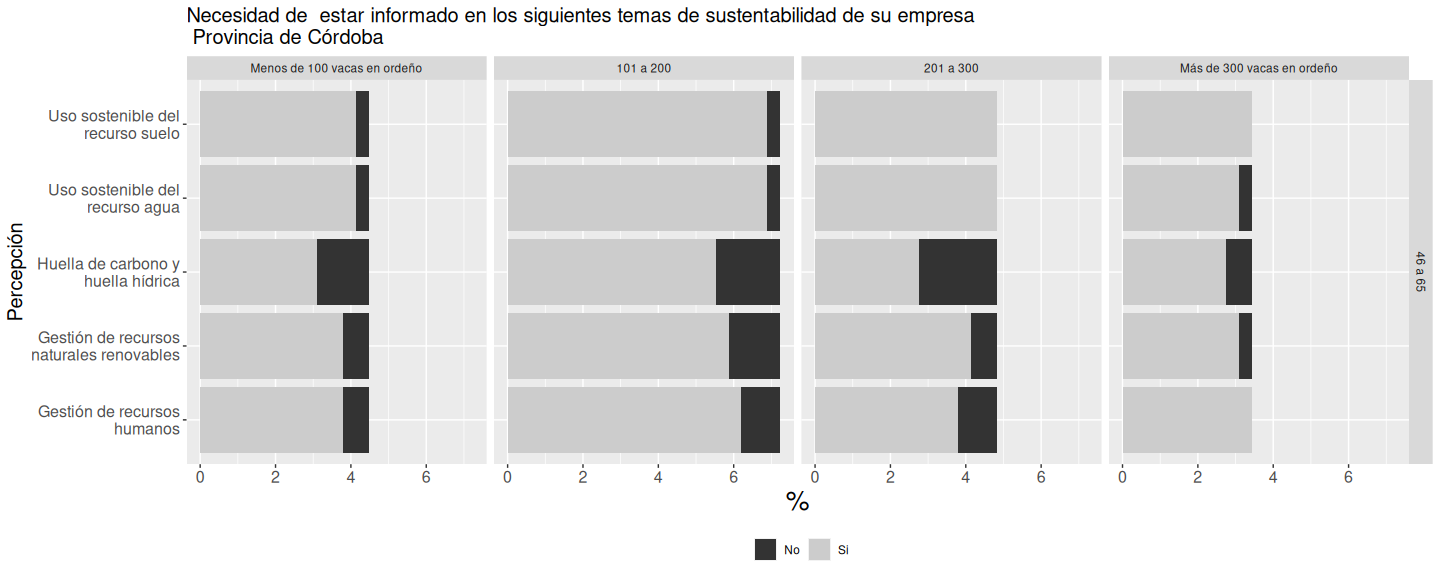 Necesidad de  estar informado en los siguientes temas de sustentabilidad de su empresa
Provincia de Córdoba
Menos de 100 vacas en ordeño
101 a 200
201 a 300
Más de 300 vacas en ordeño
Percepción
Uso sostenible del
recurso suelo
Uso sostenible del
recurso agua
Huella de carbono y
huella hídrica
Gestión de recursos
naturales renovables
Gestión de recursos
humanos
46 a 65
0 2 4 6
0 2 4 6
0 2 4 6
0 2 4 6
%
No Si